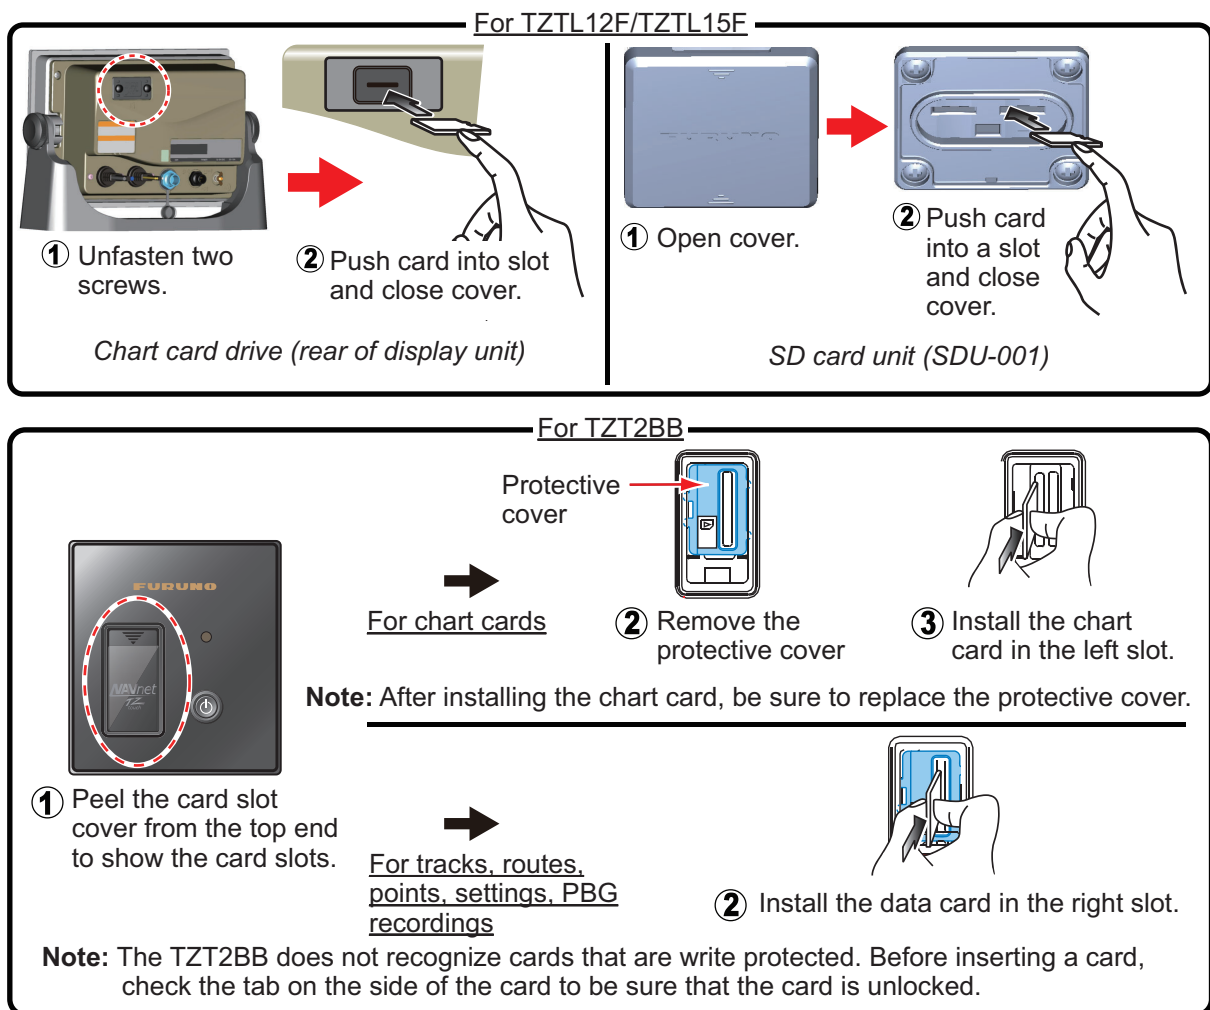 For TZTL12F/TZTL15F
1 Unfasten two
screws.
2 Push card into slot
and close cover.
Chart card drive (rear of display unit)
FURUNO
1 Open cover.
2 Push card
into a slot
and close
cover.
SD card unit (SDU-001)
For TZT2BB
FURUNO
NAVnet
TZ
1 Peel the card slot
cover from the top end
to show the card slots.
For chart cards
Protective
cover
2 Remove the
protective cover
3 Install the chart
card in the left slot.
Note: After installing the chart card, be sure to replace the protective cover.
For tracks, routes,
points, settings, PBG
recordings
2 Install the data card in the right slot.
Note: The TZT2BB does not recognize cards that are write protected. Before inserting a card,
check the tab on the side of the card to be sure that the card is unlocked.